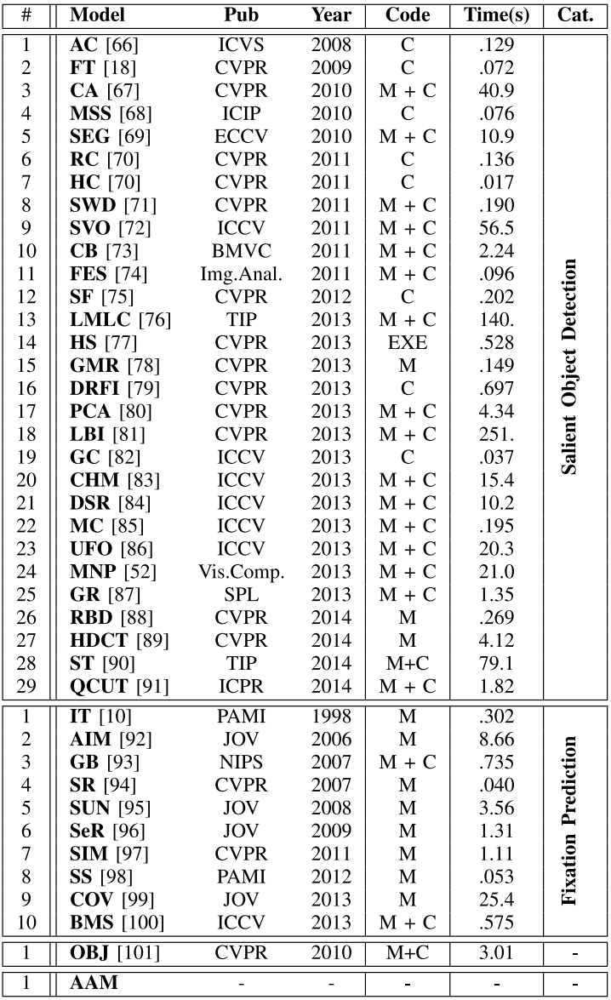 # Model Pub Year Code Time(s) Cat.
1 AC [66] ICVS 2008 C .129
2 FT [18] CVPR 2009 C .072
3 CA [67] CVPR 2010 M + C 40.9
4 MSS [68] ICIP 2010 C .076
5 SEG [69] ECCV 2010 M + C 10.9
6 RC [70] CVPR 2011 C .136
7 HC [70] CVPR 2011 C .017
8 SWD [71] CVPR 2011 M + C .190
9 SVO [72] ICCV 2011 M + C 56.5
10 CB [73] BMVC 2011 M + C 2.24
11 FES [74] Img.Anal. 2011 M + C .096
12 SF [75] CVPR 2012 C .202
13 LMLC [76] TIP 2013 M + C 140.
14 HS [77] CVPR 2013 EXE .528
15 GMR [78] CVPR 2013 M .149
16 DRFI [79] CVPR 2013 C .697
17 PCA [80] CVPR 2013 M + C 4.34
18 LBI [81] CVPR 2013 M + C 251.
19 GC [82] ICCV 2013 C .037
20 CHM [83] ICCV 2013 M + C 15.4
21 DSR [84] ICCV 2013 M + C 10.2
22 MC [85] ICCV 2013 M + C .195
23 UFO [86] ICCV 2013 M + C 20.3
24 MNP [52] Vis.Comp. 2013 M + C 21.0
25 GR [87] SPL 2013 M + C 1.35
26 RBD [88] CVPR 2014 M .269
27 HDCT [89] CVPR 2014 M 4.12
28 ST [90] TIP 2014 M+C 79.1
29 QCUT [91] ICPR 2014 M + C 1.82
Salient Object Detection
1 IT [10] PAMI 1998 M .302
2 AIM [92] JOV 2006 M 8.66
3 GB [93] NIPS 2007 M + C .735
4 SR [94] CVPR 2007 M .040
5 SUN [95] JOV 2008 M 3.56
6 SeR [96] JOV 2009 M 1.31
7 SIM [97] CVPR 2011 M 1.11
8 SS [98] PAMI 2012 M .053
9 COV [99] JOV 2013 M 25.4
10 BMS [100] ICCV 2013 M + C .575
Fixation Prediction
1 OBJ [101] CVPR 2010 M+C 3.01 -
1 AAM - - - - -